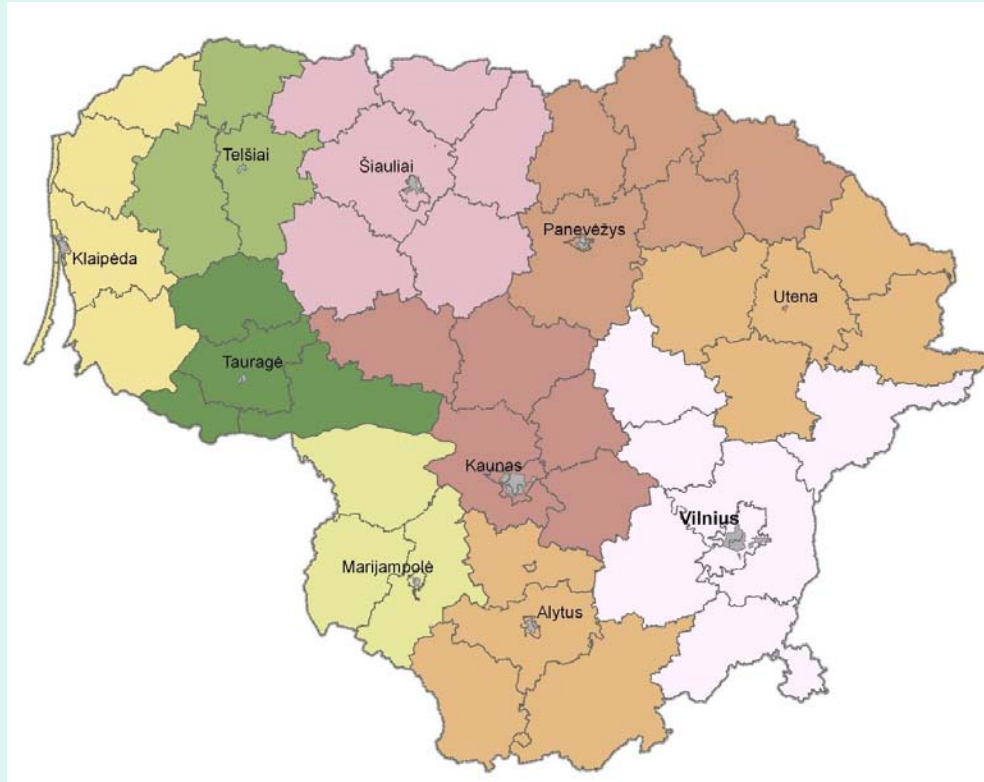 Telšiai
Šiauliai
Panevėžys
Klaipėda
Utena
Tauragė
Kaunas
Vilnius
Marijampolė
Alytus